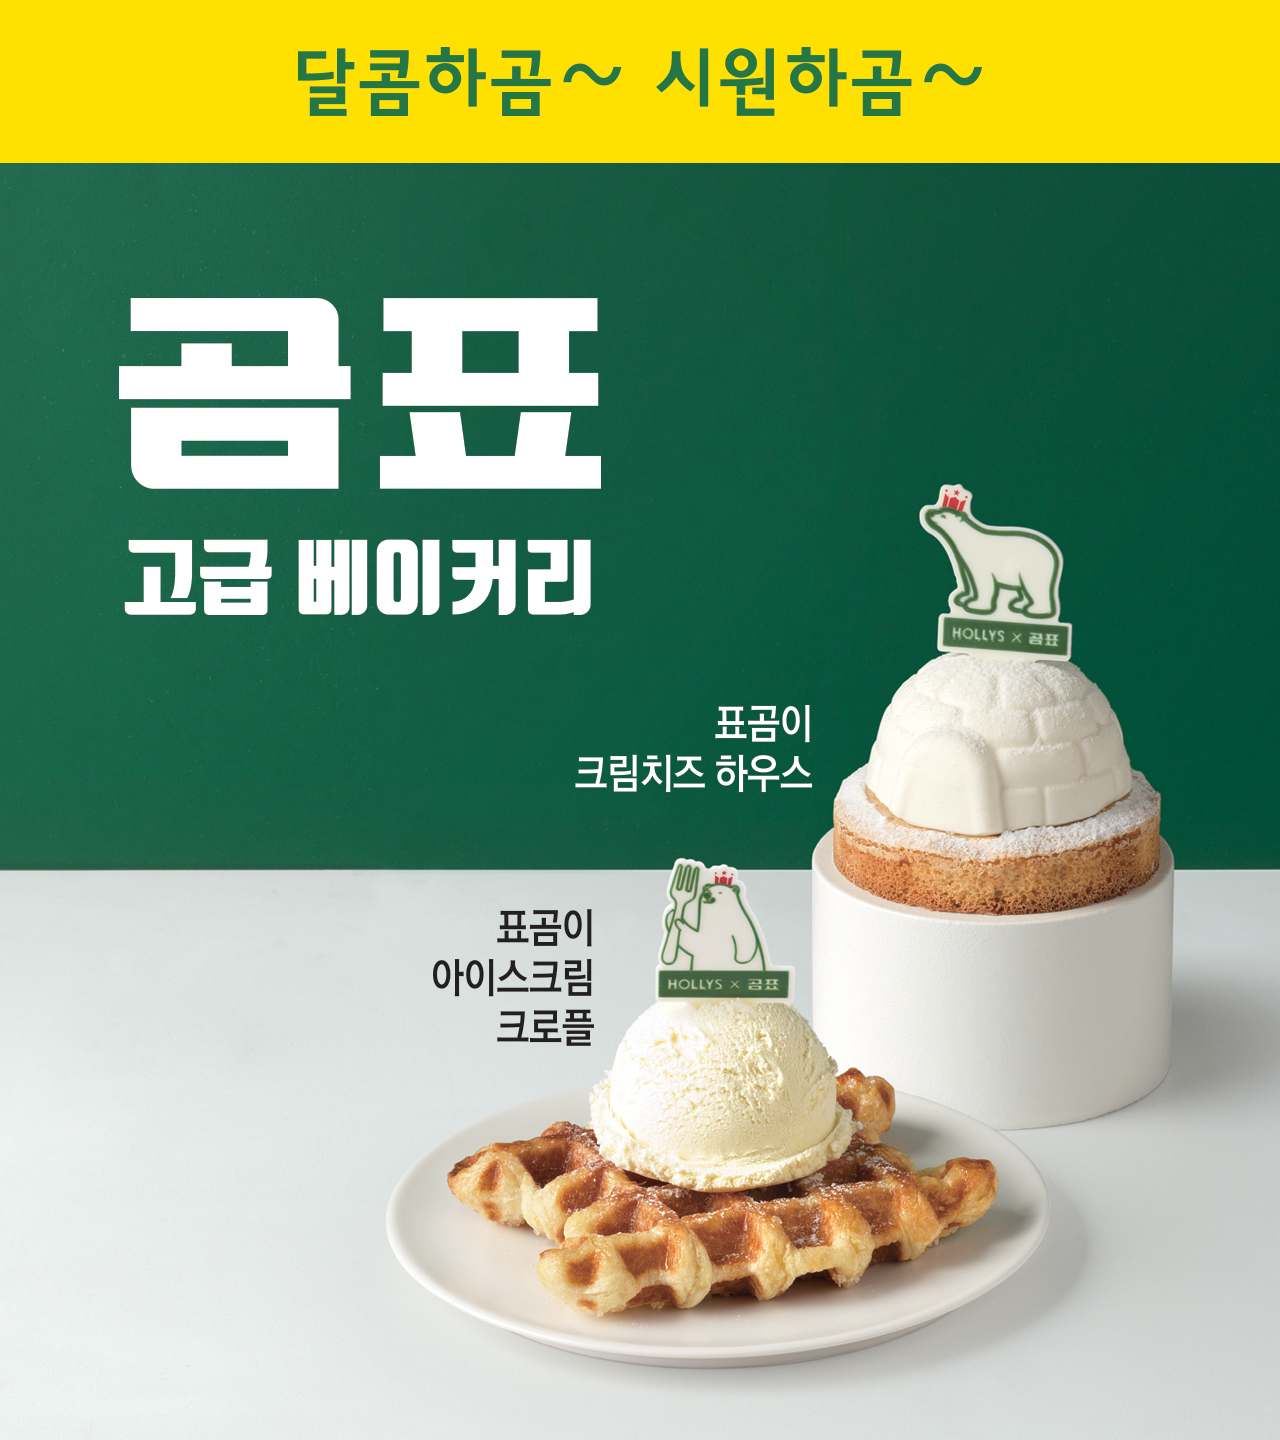 달콤하곰~ 시원하곰~
곰표
고급 베이커리
HOLLYS × 곰표
표곰이
크림치즈 하우스
표곰이
아이스크림
크로플
HOLLYS × 곰표